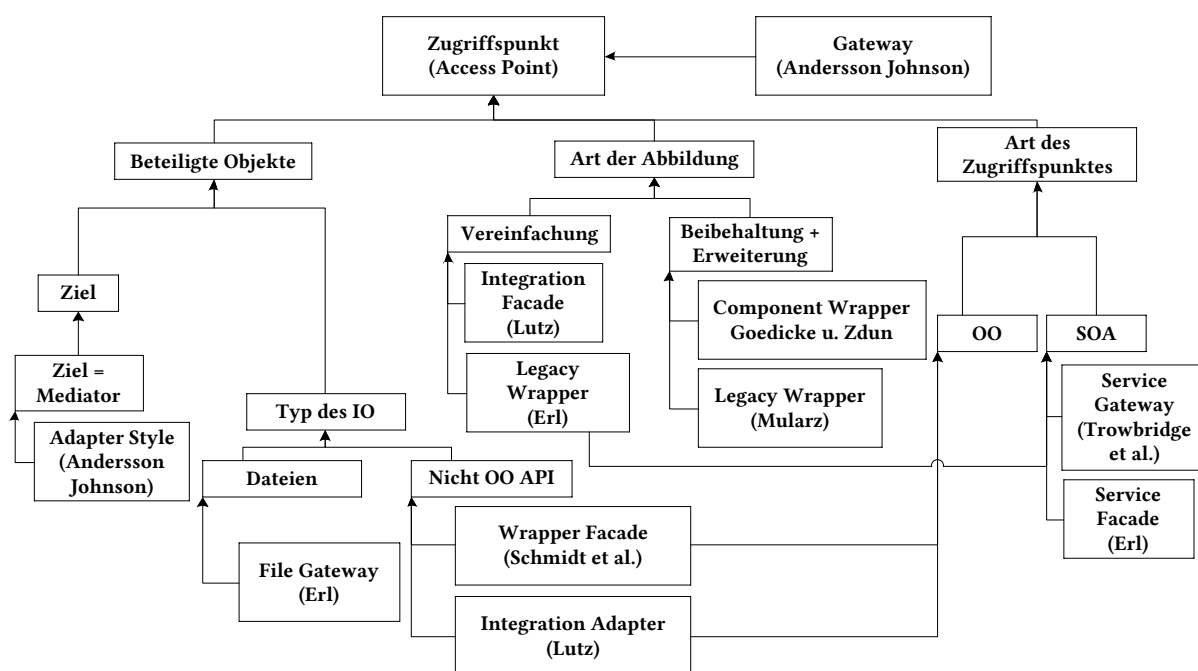 Zugriffspunkt
(Access Point)
Gateway
(Andersson Johnson)
Beteiligte Objekte
Art der Abbildung
Art des
Zugriffspunktes
Vereinfachung
Beibehaltung +
Erweiterung
Ziel
Integration
Facade
(Lutz)
Component Wrapper
Goedicke u. Zdun
OO
SOA
Ziel =
Mediator
Legacy
Wrapper
(Erl)
Legacy Wrapper
(Mularz)
Service
Gateway
(Trowbridge
et al.)
Typ des IO
Adapter Style
(Andersson
Johnson)
Dateien
Nicht OO API
Service
Facade
(Erl)
Wrapper Facade
(Schmidt et al.)
File Gateway
(Erl)
Integration Adapter
(Lutz)